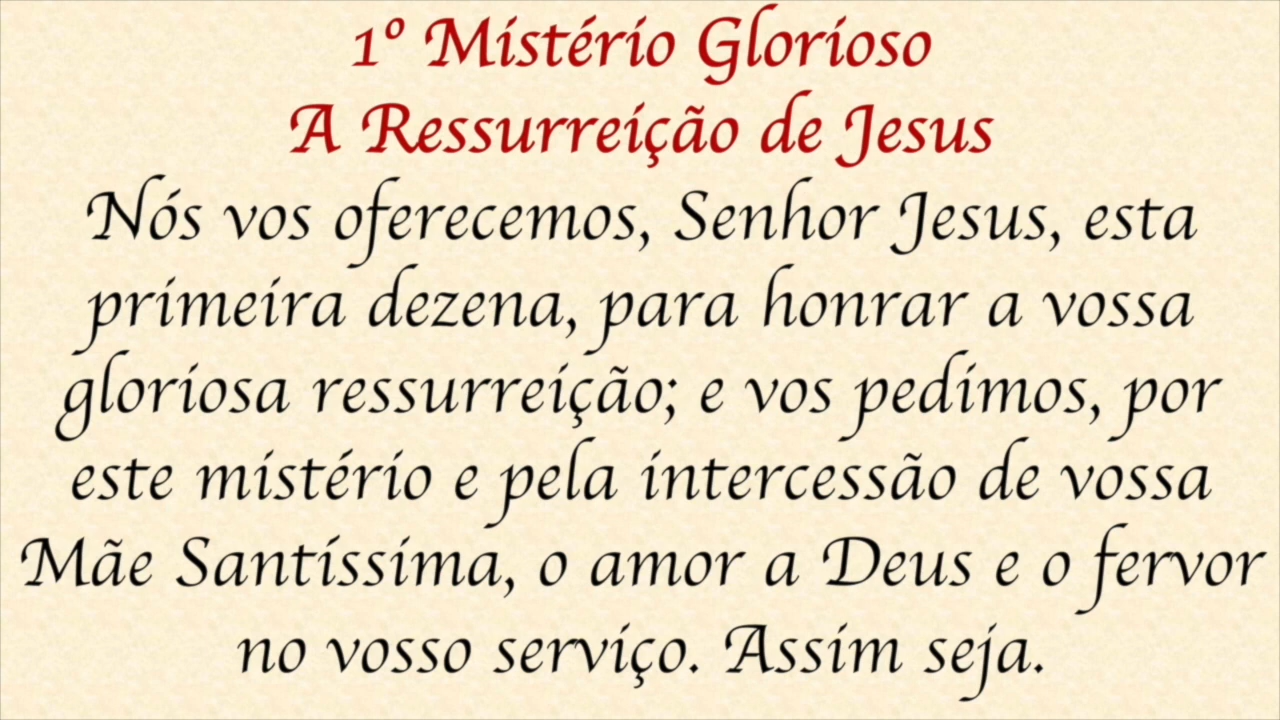 1º Mistério Glorioso
A Ressurreição de Jesus
Nós vos oferecemos, Senhor Jesus, esta
primeira dezena, para honrar a vossa
gloriosa ressurreição; e vos pedimos, por
este mistério e pela intercessão de vossa
Mãe Santíssima, o amor a Deus e o fervor
no vosso serviço. Assim seja.